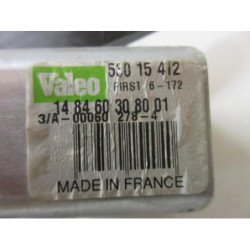 Valeo 530 15 412
FIRST 6-172
14 84 60 30 80 01
3/A-00060 278-4
MADE IN FRANCE